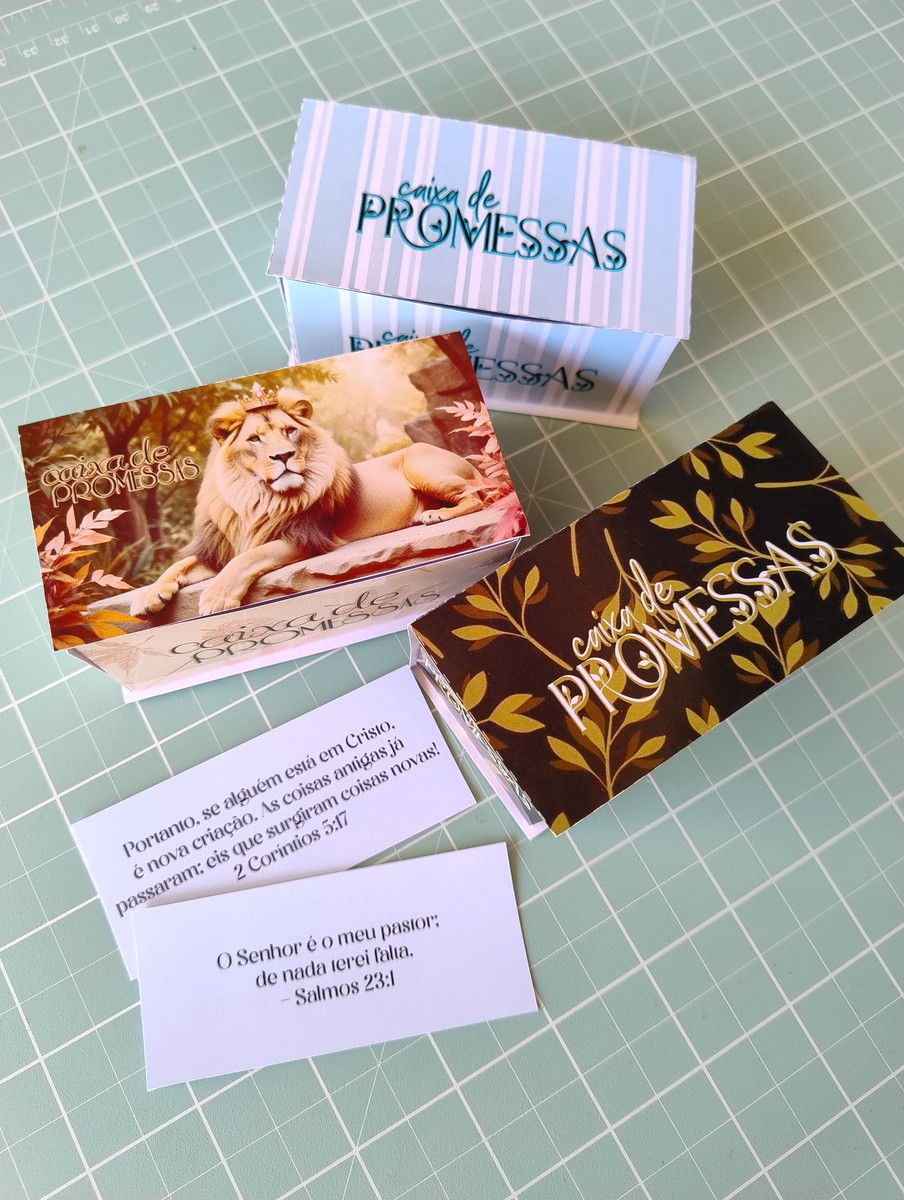 caixa de
PROMESSAS
caixa de
PROMESSAS
caixa de
PROMESSAS
caixa de
PROMESSAS
caixa de
PROMESSAS
PROMESSAS
Portanto, se alguém está em Cristo,
é nova criação. As coisas antigas já
passaram; eis que surgiram coisas novas!
2 Coríntios 5:17
O Senhor é o meu pastor;
de nada terei falta.
– Salmos 23:1